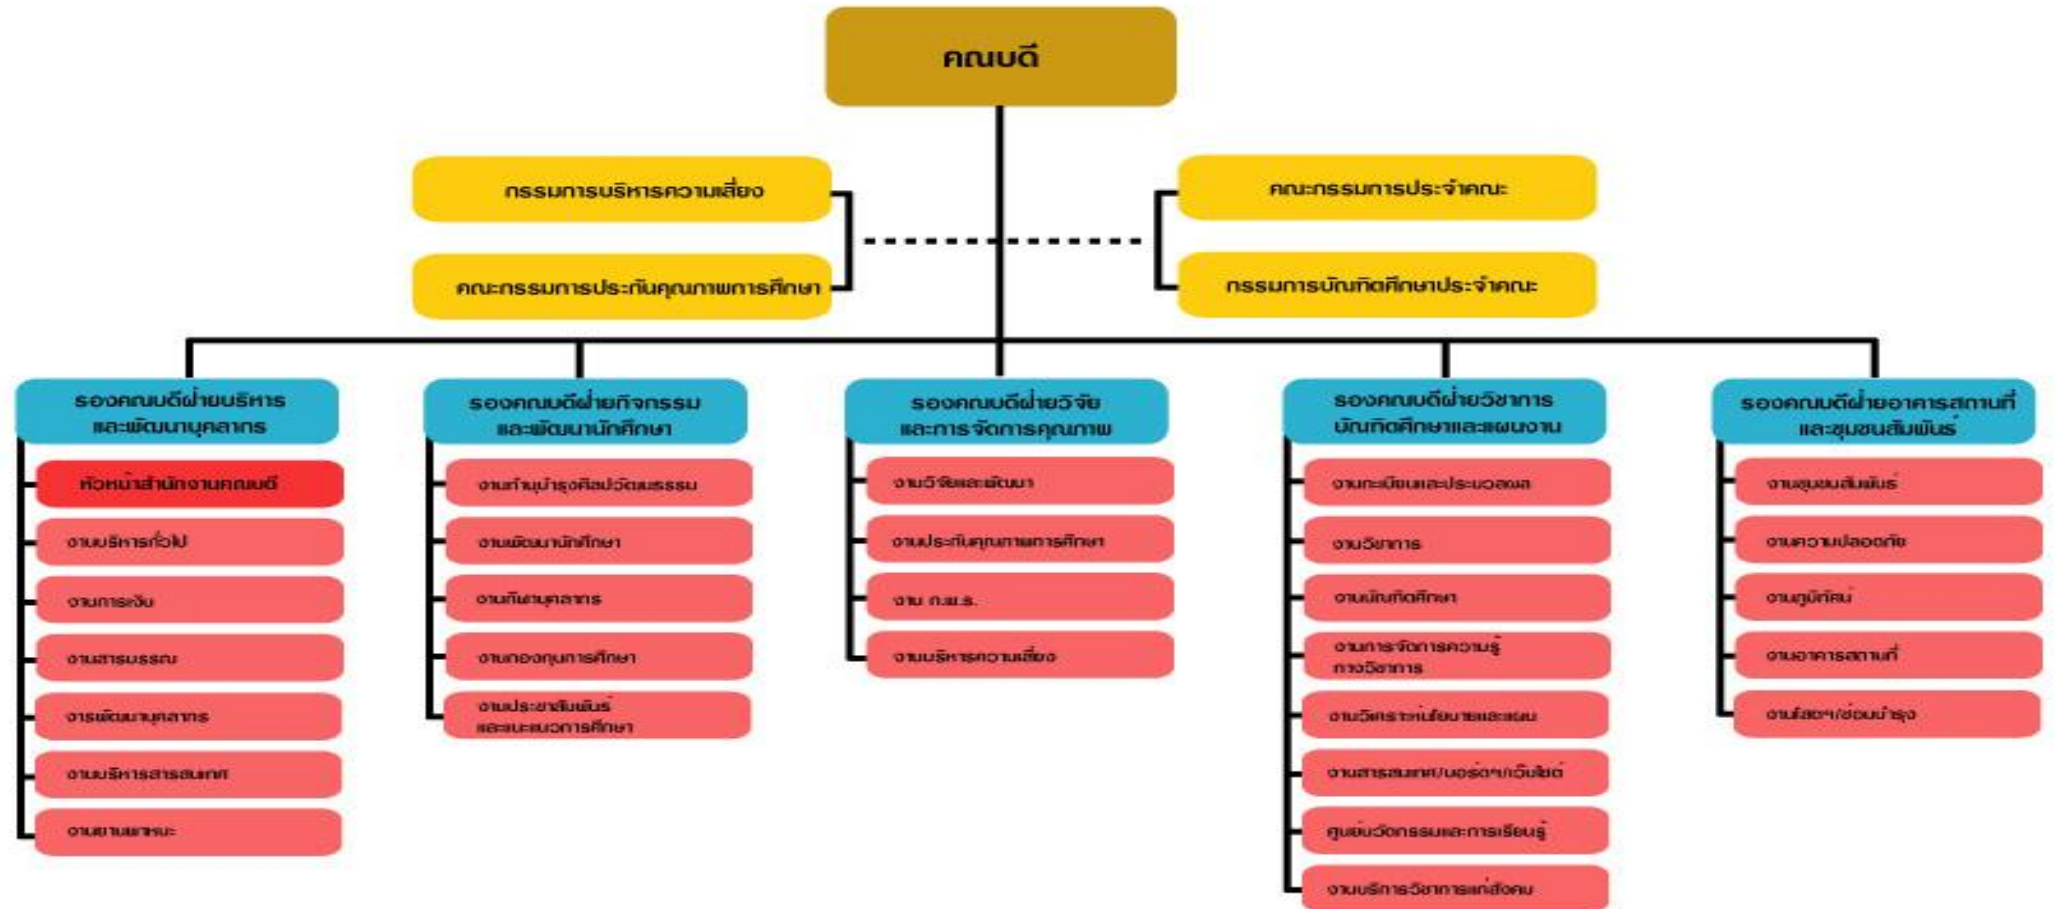 คณบดี
กรรมการบริหารความเสี่ยง
คณะกรรมการประจำคณะ
คณะกรรมการประกันคุณภาพการศึกษา
กรรมการบัณฑิตศึกษาประจำคณะ
รองคณบดีฝ่ายบริหาร
และพัฒนาบุคลากร
หัวหน้าสำนักงานคณบดี
งานบริหารทั่วไป
งานการเงิน
งานสารบรรณ
งารพัฒนาบุคลากร
งานบริหารสารสนเทศ
งานยานพาหนะ
รองคณบดีฝ่ายกิจกรรม
และพัฒนานักศึกษา
งานทำนุบำรุงศิลปวัฒนธรรม
งานพัฒนานักศึกษา
งานกีฬาบุคลากร
งานกองทุนการศึกษา
งานประชาสัมพันธ์
และแนะแนวการศึกษา
รองคณบดีฝ่ายวิจัย
และการจัดการคุณภาพ
งานวิจัยและพัฒนา
งานประกันคุณภาพการศึกษา
งาน ก.พ.ร.
งานบริหารความเสี่ยง
รองคณบดีฝ่ายวิชาการ
บัณฑิตศึกษาและแผนงาน
งานทะเบียนและประมวลผล
งานวิชาการ
งานบัณฑิตศึกษา
งานการจัดการความรู้
ทางวิชาการ
งานวิเคราะห์นโยบายและแผน
งานสารสนเทศ/บอร์ดฯ/เว็บไซต์
ศูนย์นวัตกรรมและการเรียนรู้
งานบริการวิชาการแก่สังคม
รองคณบดีฝ่ายอาคารสถานที่
และชุมชนสัมพันธ์
งานชุมชนสัมพันธ์
งานความปลอดภัย
งานภูมิทัศน์
งานอาคารสถานที่
งานโสตฯ/ซ่อมบำรุง